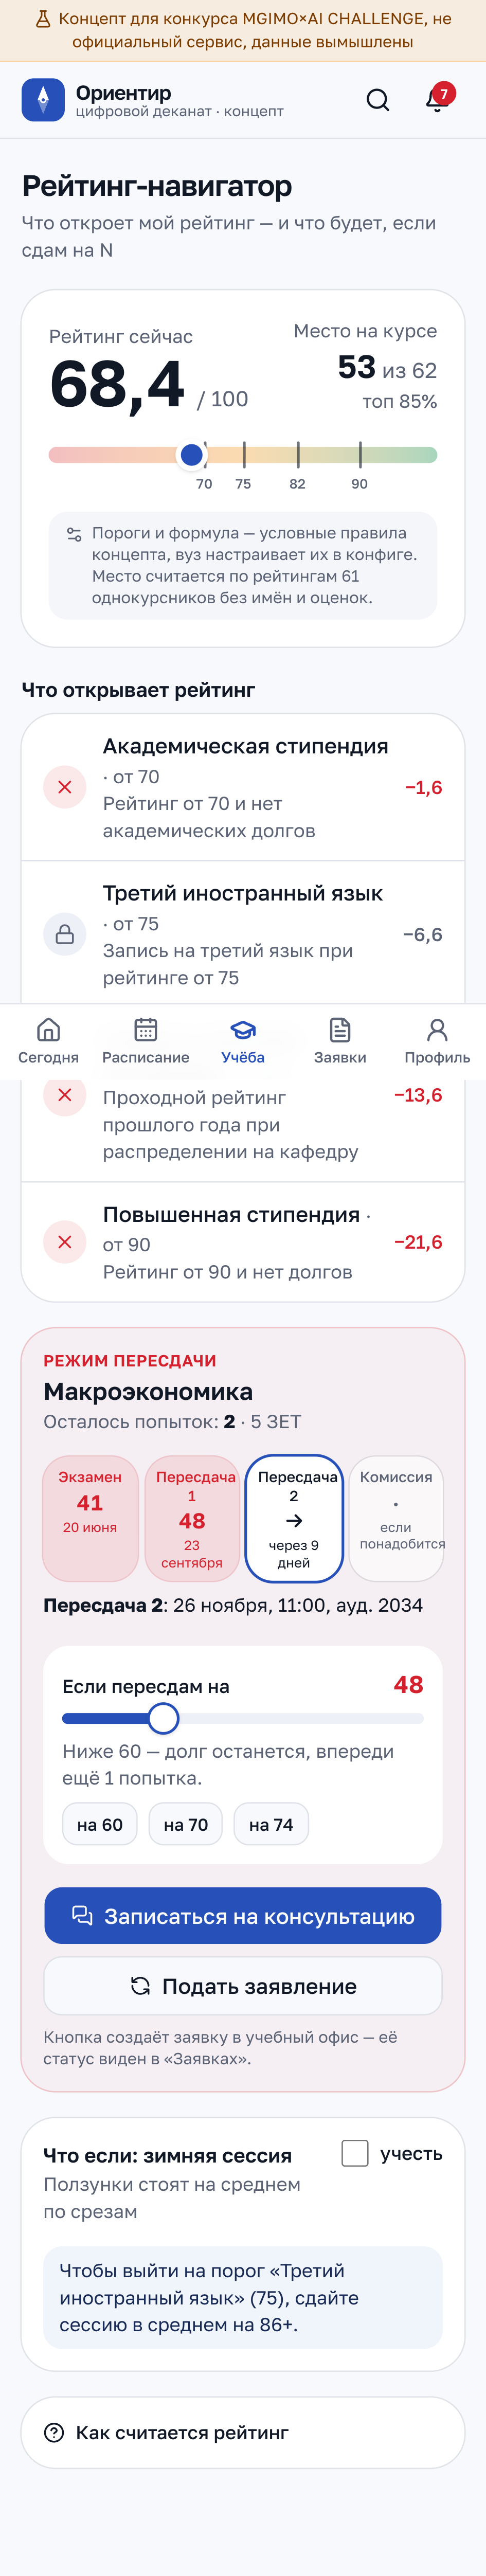 Концепт для конкурса MGIMO×AI CHALLENGE, не
официальный сервис, данные вымышлены
Ориентир
цифровой деканат · концепт
7
Рейтинг-навигатор
Что откроет мой рейтинг — и что будет, если
сдам на N
Рейтинг сейчас
68,4 / 100
Место на курсе
53 из 62
топ 85%
70 75 82 90
Пороги и формула — условные правила
концепта, вуз настраивает их в конфиге.
Место считается по рейтингам 61
однокурсников без имён и оценок.
Что открывает рейтинг
Академическая стипендия
· от 70
Рейтинг от 70 и нет
академических долгов
−1,6
Третий иностранный язык
· от 75
Запись на третий язык при
рейтинге от 75
−6,6
Сегодня Расписание Учёба Заявки Профиль
Проходной рейтинг
прошлого года при
распределении на кафедру
−13,6
Повышенная стипендия ·
от 90
Рейтинг от 90 и нет долгов
−21,6
РЕЖИМ ПЕРЕСДАЧИ
Макроэкономика
Осталось попыток: 2 · 5 ЗЕТ
Экзамен
41
20 июня
Пересдача
1
48
23
сентября
Пересдача
2
→
через 9
дней
Комиссия
·
если
понадобится
Пересдача 2: 26 ноября, 11:00, ауд. 2034
Если пересдам на 48
Ниже 60 — долг останется, впереди
ещё 1 попытка.
на 60 на 70 на 74
Записаться на консультацию
Подать заявление
Кнопка создаёт заявку в учебный офис — её
статус виден в «Заявках».
Что если: зимняя сессия
учесть
Ползунки стоят на среднем
по срезам
Чтобы выйти на порог «Третий
иностранный язык» (75), сдайте
сессию в среднем на 86+.
Как считается рейтинг